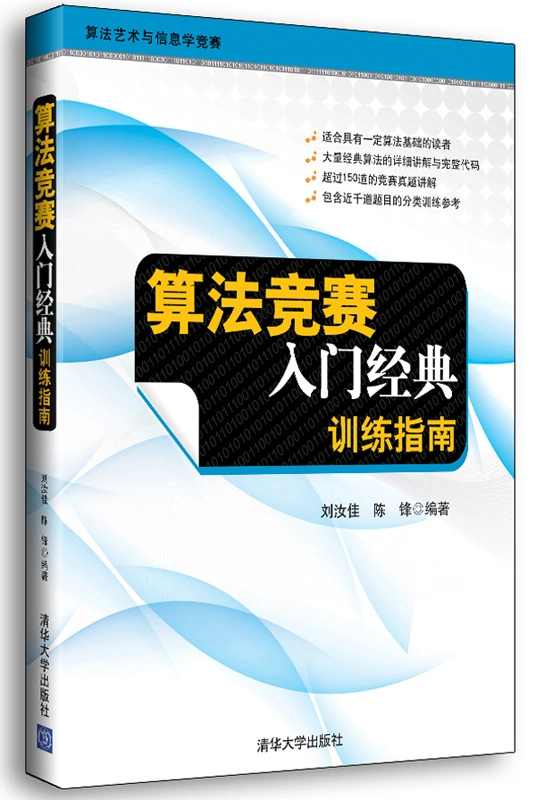 算法艺术与信息学竞赛
适合具有一定算法基础的读者
大量经典算法的详细讲解与完整代码
超过150道的竞赛真题讲解
包含近千道题目的分类训练参考
算法竞赛
入门经典
训练指南
刘汝佳 陈 锋◎编著
清华大学出版社
算法竞赛入门经典训练指南
刘汝佳 陈 锋◎编著
清华大学出版社